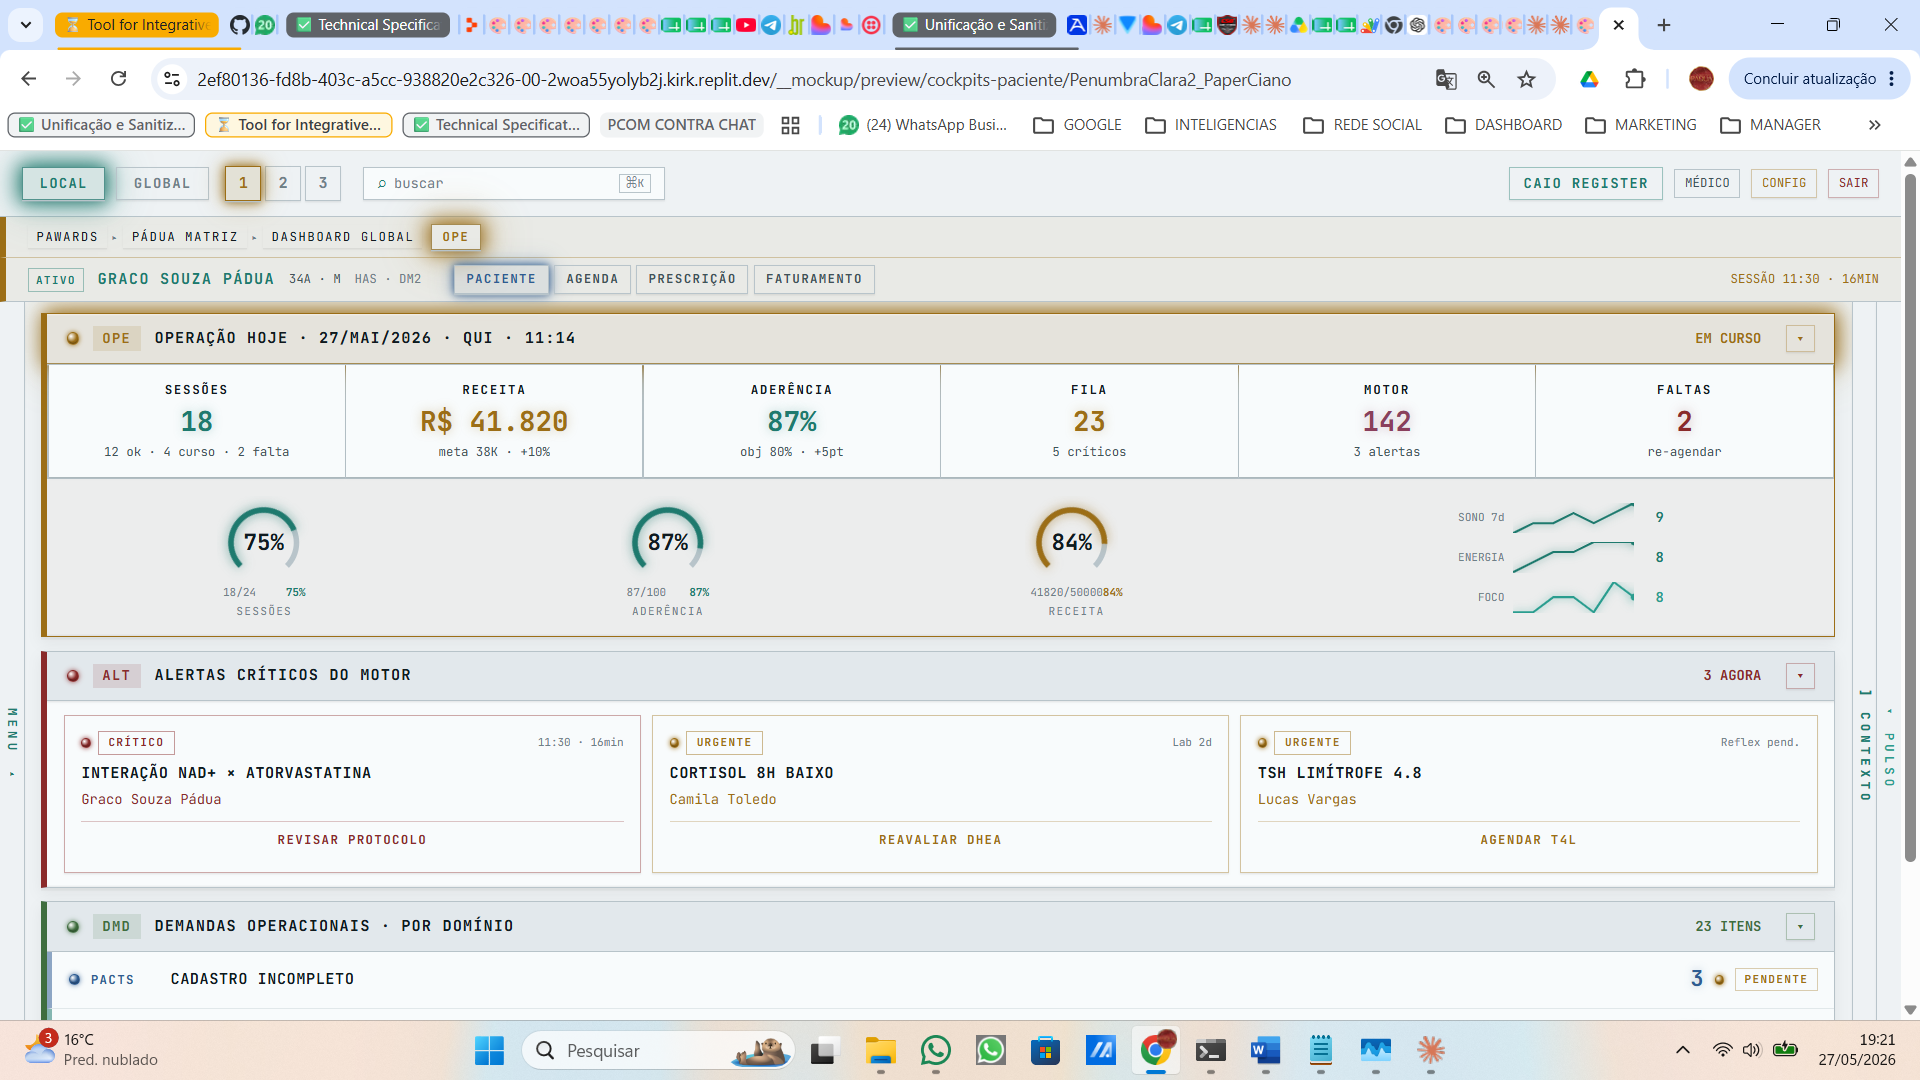 Tool for Integrative
20
Technical Specifica
Unificação e Saniti
2ef80136-fd8b-403c-a5cc-938820e2c326-00-2woa55yolyb2j.kirk.replit.dev/__mockup/preview/cockpits-paciente/PenumbraClara2_PaperCiano
Concluir atualização
Unificação e Sanitiz...
Tool for Integrative...
Technical Specificat...
PCOM CONTRA CHAT
20 (24) WhatsApp Busi...
GOOGLE
INTELIGENCIAS
REDE SOCIAL
DASHBOARD
MARKETING
MANAGER
»
LOCAL
GLOBAL
1
2
3
buscar
⌘K
CAIO REGISTER
MÉDICO
CONFIG
SAIR
PAWARDS ▸ PÁDUA MATRIZ ▸ DASHBOARD GLOBAL OPE
ATIVO
GRACO SOUZA PÁDUA
34A · M
HAS · DM2
PACIENTE
AGENDA
PRESCRIÇÃO
FATURAMENTO
SESSÃO 11:30 · 16MIN
OPE
OPERAÇÃO HOJE · 27/MAI/2026 · QUI · 11:14
EM CURSO
SESSÕES
18
12 ok · 4 curso · 2 falta
RECEITA
R$ 41.820
meta 38K · +10%
ADERÊNCIA
87%
obj 80% · +5pt
FILA
23
5 críticos
MOTOR
142
3 alertas
FALTAS
2
re-agendar
75%
18/24 75%
SESSÕES
87%
87/100 87%
ADERÊNCIA
84%
41820/5000084%
RECEITA
SONO 7d 9
ENERGIA 8
FOCO 8
ALT
ALERTAS CRÍTICOS DO MOTOR
3 AGORA
CRÍTICO
11:30 · 16min
INTERAÇÃO NAD+ × ATORVASTATINA
Graco Souza Pádua
REVISAR PROTOCOLO
URGENTE
Lab 2d
CORTISOL 8H BAIXO
Camila Toledo
REAVALIAR DHEA
URGENTE
Reflex pend.
TSH LIMÍTROFE 4.8
Lucas Vargas
AGENDAR T4L
MENU
[ CONTEXTO
PULSO
DMD
DEMANDAS OPERACIONAIS · POR DOMÍNIO
23 ITENS
PACTS
CADASTRO INCOMPLETO
3
PENDENTE
3
16°C
Pred. nublado
Pesquisar
19:21
27/05/2026